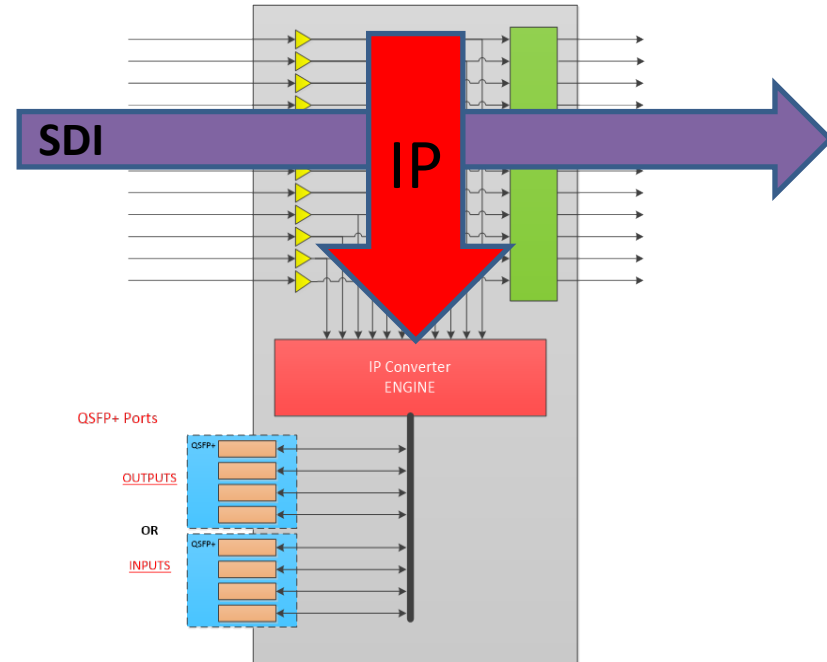 SDI
IP
IP Converter
ENGINE
QSFP+ Ports
QSFP+
OUTPUTS
OR
QSFP+
INPUTS